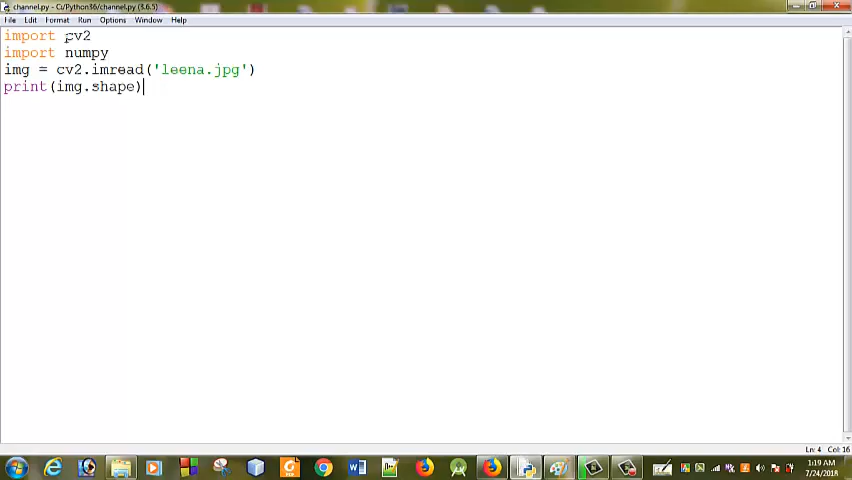 channel.py - C:/Python36/channel.py (3.6.5)
File Edit Format Run Options Window Help
import cv2
import numpy
img = cv2.imread('leena.jpg')
print(img.shape)
Ln: 4 Col: 16
1:19 AM
7/24/2018